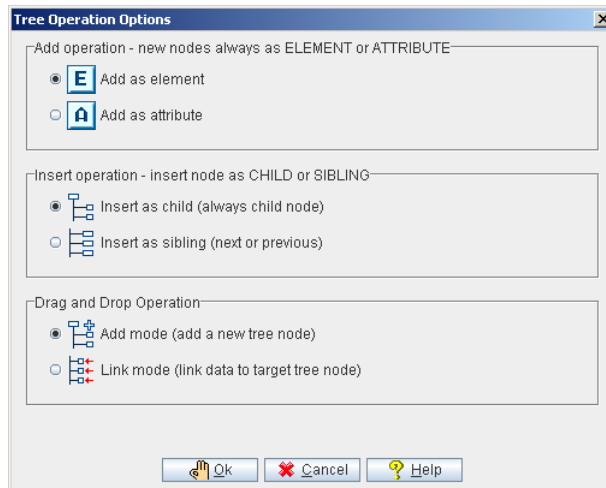 Tree Operation Options
Add operation - new nodes always as ELEMENT or ATTRIBUTE
E Add as element
A Add as attribute
Insert operation - insert node as CHILD or SIBLING
Insert as child (always child node)
Insert as sibling (next or previous)
Drag and Drop Operation
Add mode (add a new tree node)
Link mode (link data to target tree node)
Ok Cancel Help